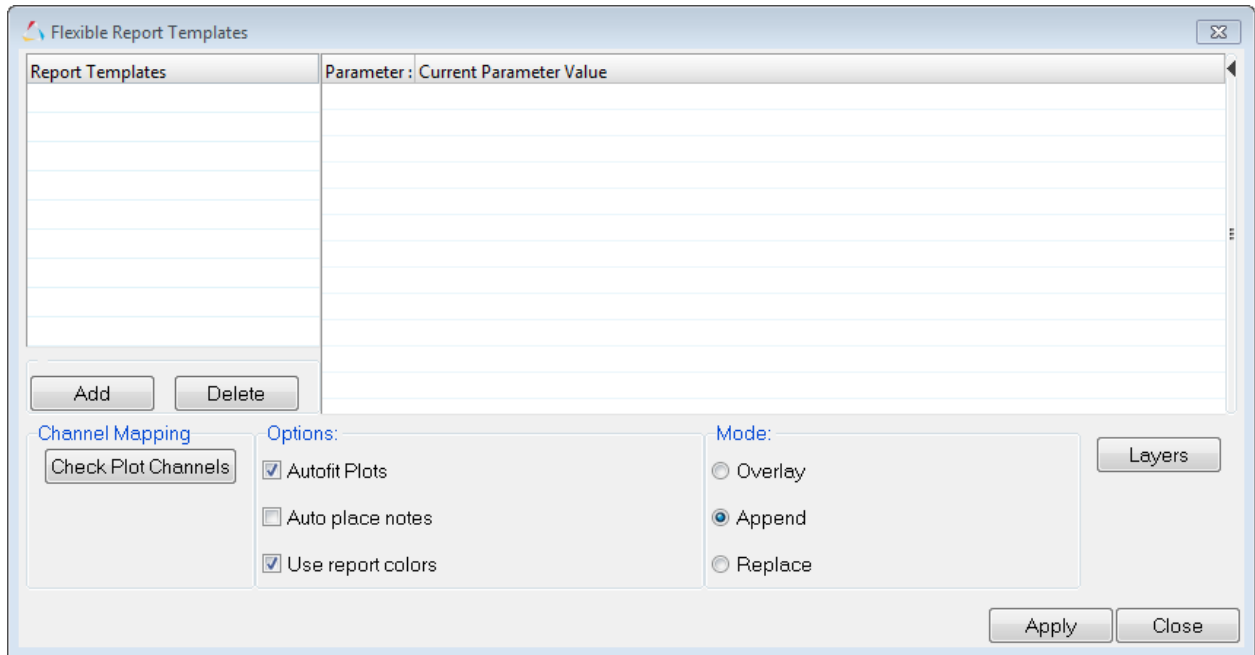 Flexible Report Templates
Report Templates
Parameter : Current Parameter Value
Add Delete
Channel Mapping
Check Plot Channels
Options:
Autofit Plots
Auto place notes
Use report colors
Mode:
Overlay
Append
Replace
Layers
Apply Close